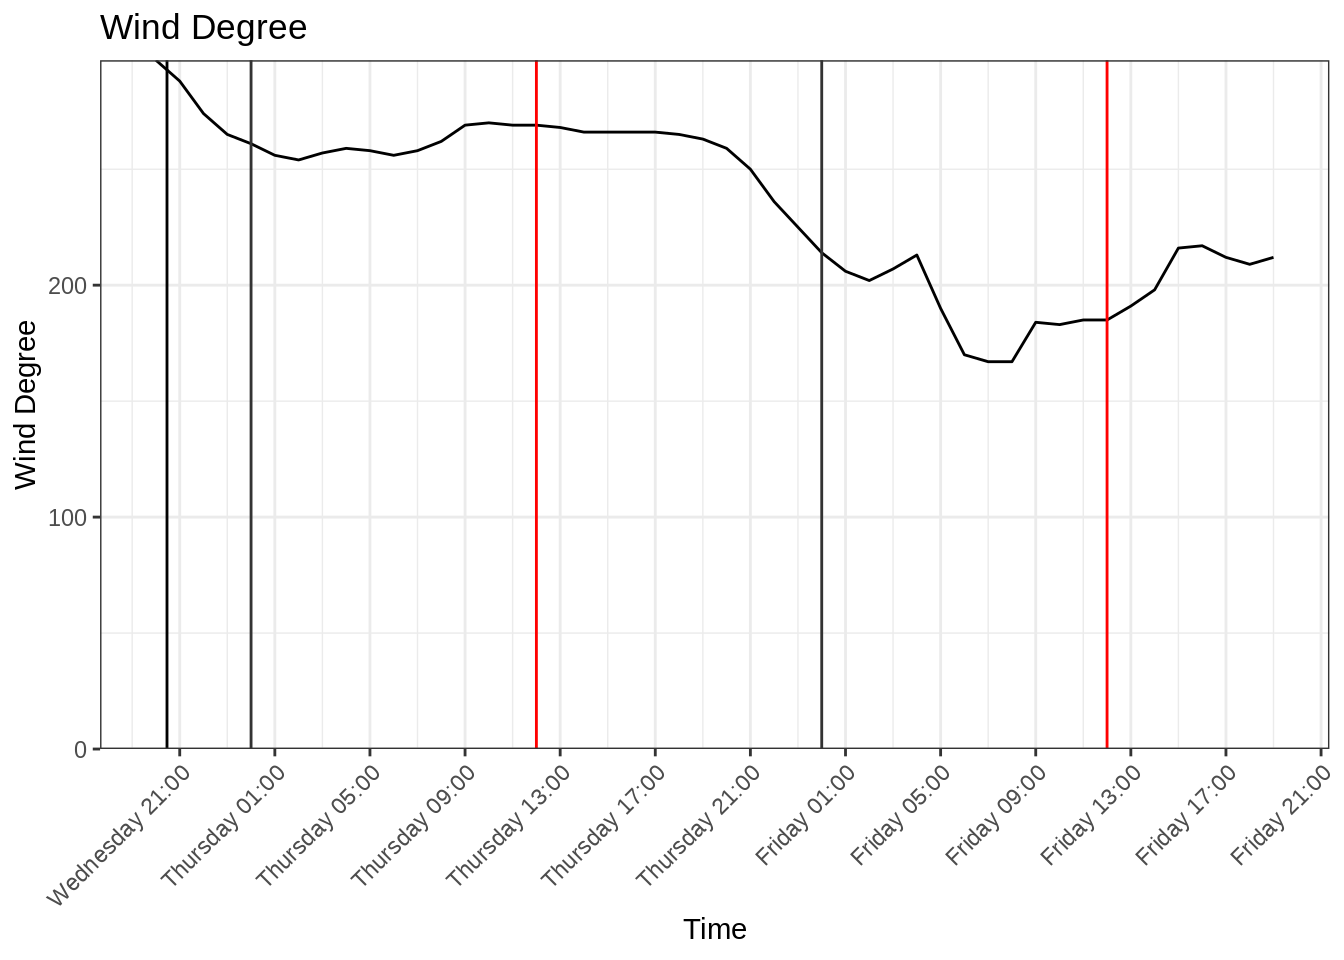 Wind Degree
Wind Degree
200
100
0
Wednesday 21:00
Thursday 01:00
Thursday 05:00
Thursday 09:00
Thursday 13:00
Thursday 17:00
Thursday 21:00
Friday 01:00
Friday 05:00
Friday 09:00
Friday 13:00
Friday 17:00
Friday 21:00
Time